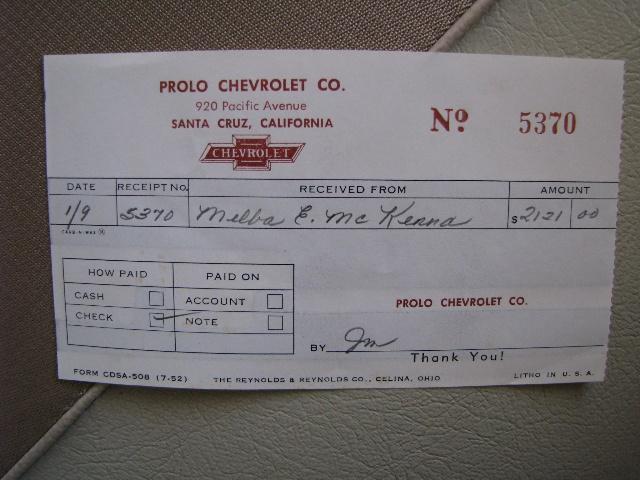 PROLO CHEVROLET CO.
920 Pacific Avenue
SANTA CRUZ, CALIFORNIA
No 5370
CHEVROLET
DATE RECEIPT No. RECEIVED FROM AMOUNT
1/9 5370 Melba E. McKenna $2121 00
HOW PAID PAID ON
CASH ACCOUNT
CHECK NOTE
PROLO CHEVROLET CO.
BY Jm
Thank You!
FORM CDSA-508 (7-52) THE REYNOLDS & REYNOLDS CO., CELINA, OHIO LITHO IN U. S. A.